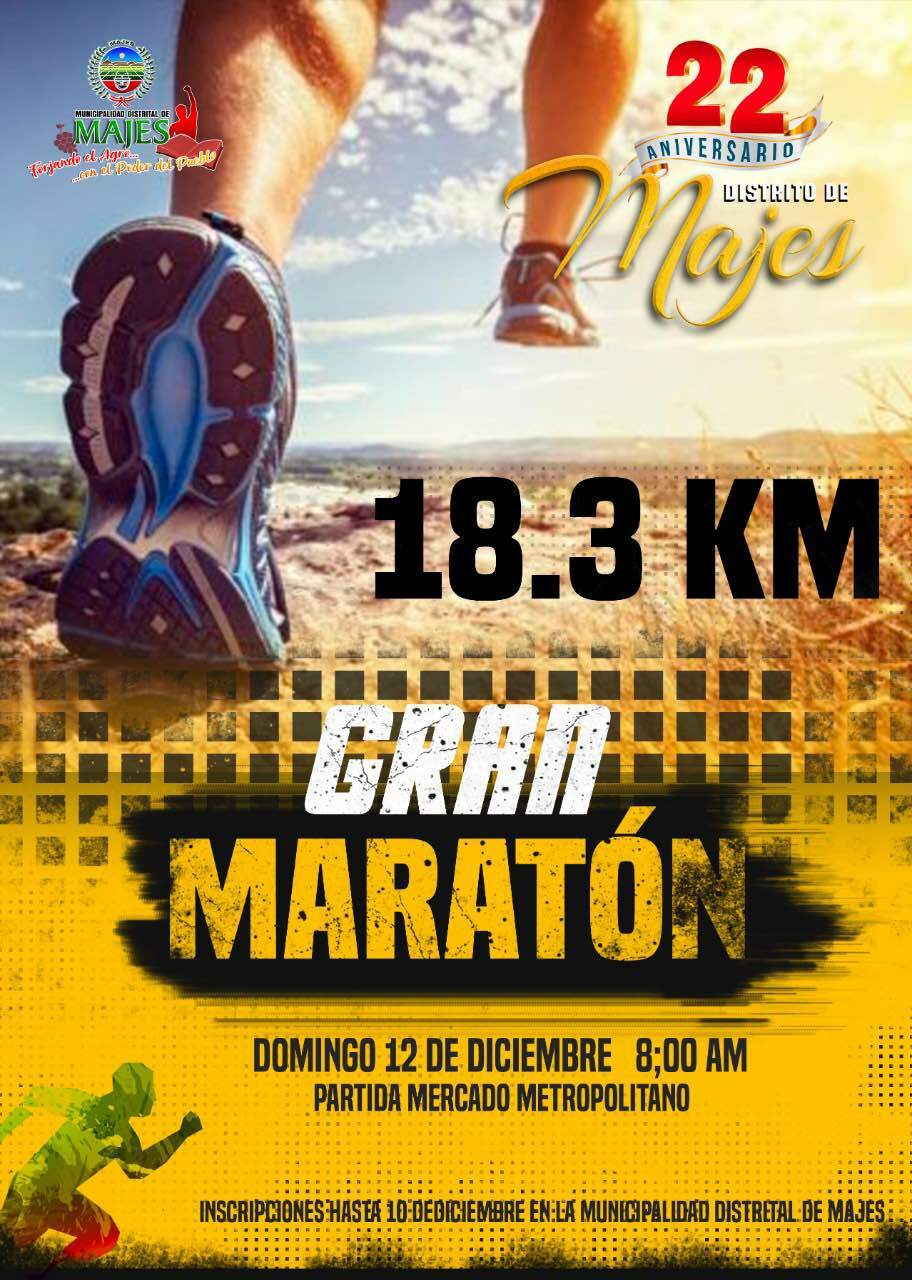 MAJES
MUNICIPALIDAD DISTRITAL DE
MAJES
Forjando el Agro...
...con el Poder del Pueblo
22
ANIVERSARIO
DISTRITO DE
Majes
18.3 KM
GRAN
MARATÓN
DOMINGO 12 DE DICIEMBRE 8;00 AM
PARTIDA MERCADO METROPOLITANO
INSCRIPCIONES HASTA 10 DEDICIEMBRE EN LA MUNICIPALIDAD DISTRITAL DE MAJES